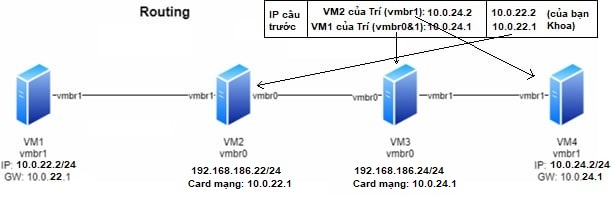 Routing
IP câu trước
VM2 của Trí (vmbr1): 10.0.24.2
VM1 của Trí (vmbr0&1): 10.0.24.1
10.0.22.2
10.0.22.1
(của bạn Khoa)
vmbr1
vmbr1
vmbr0
vmbr0
vmbr1
vmbr1
VM1
vmbr1
IP: 10.0.22.2/24
GW: 10.0.22.1
VM2
vmbr0
192.168.186.22/24
Card mạng: 10.0.22.1
VM3
vmbr0
192.168.186.24/24
Card mạng: 10.0.24.1
VM4
vmbr1
IP: 10.0.24.2/24
GW: 10.0.24.1